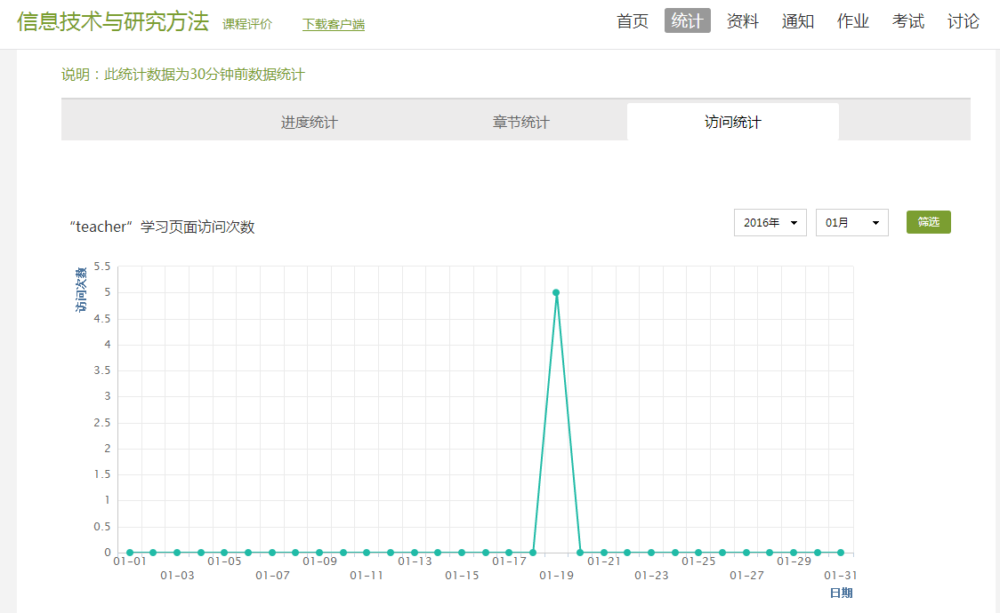 信息技术与研究方法 课程评价 下载客户端 首页 统计 资料 通知 作业 考试 讨论
说明：此统计数据为30分钟前数据统计
进度统计 章节统计 访问统计
“teacher”学习页面访问次数 2016年 01月 筛选
访问次数
5.5
5
4.5
4
3.5
3
2.5
2
1.5
1
0.5
0
01-01 01-05 01-09 01-13 01-17 01-21 01-25 01-29
01-03 01-07 01-11 01-15 01-19 01-23 01-27 01-31
日期